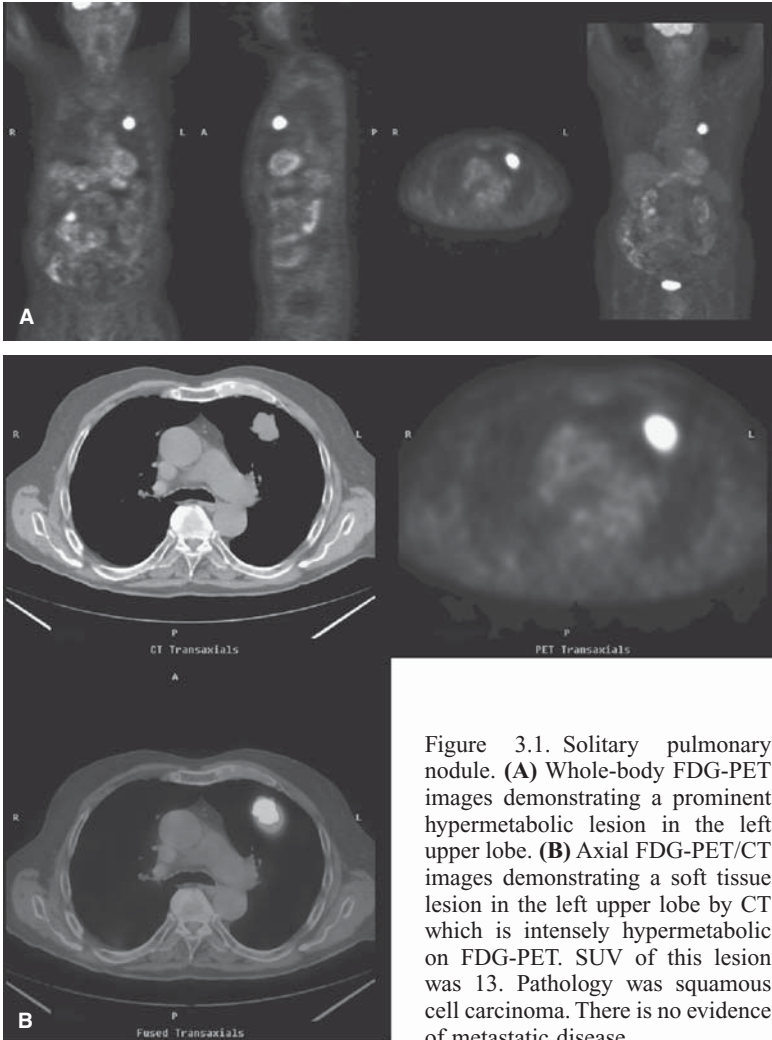 R
L
A
P
R
L
A
R
L
P
CT Transaxials
R
L
P
PET Transaxials
A
R
L
P
Fused Transaxials
B
Figure 3.1. Solitary pulmonary
nodule. (A) Whole-body FDG-PET
images demonstrating a prominent
hypermetabolic lesion in the left
upper lobe. (B) Axial FDG-PET/CT
images demonstrating a soft tissue
lesion in the left upper lobe by CT
which is intensely hypermetabolic
on FDG-PET. SUV of this lesion
was 13. Pathology was squamous
cell carcinoma. There is no evidence
of metastatic disease.